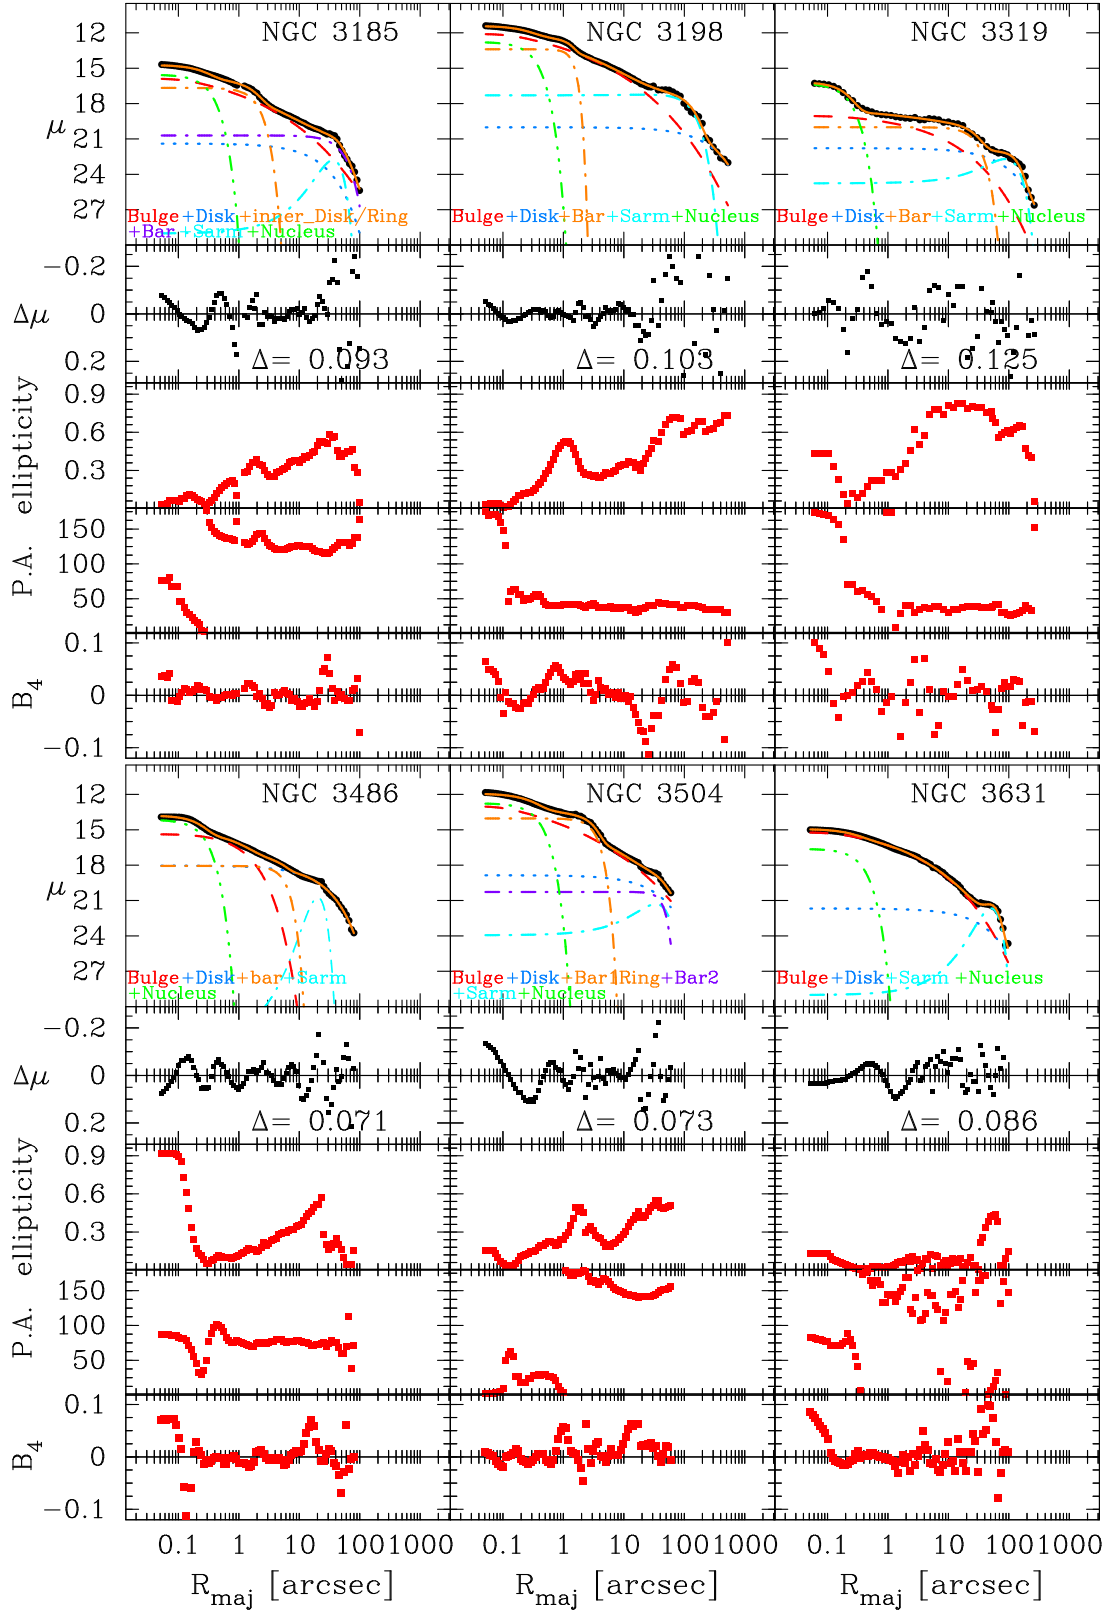 NGC 3185 NGC 3198 NGC 3319
12
15
18
μ
21
24
27
Bulge+Disk+inner_Disk/Ring
+Bar+Sarm+Nucleus
Bulge+Disk+Bar+Sarm+Nucleus
Bulge+Disk+Bar+Sarm+Nucleus
−0.2
Δμ 0
0.2
Δ= 0.093 Δ= 0.103 Δ= 0.125
ellipticity
0.9
0.6
0.3
P.A.
150
100
50
B4
0.1
0
−0.1
NGC 3486 NGC 3504 NGC 3631
12
15
18
μ
21
24
27
Bulge+Disk+bar+Sarm
+Nucleus
Bulge+Disk+Bar1Ring+Bar2
+Sarm+Nucleus
Bulge+Disk+Sarm+Nucleus
−0.2
Δμ 0
0.2
Δ= 0.071 Δ= 0.073 Δ= 0.086
ellipticity
0.9
0.6
0.3
P.A.
150
100
50
B4
0.1
0
−0.1
0.1 1 10 100 1000 0.1 1 10 100 1000 0.1 1 10 100 1000
Rmaj [arcsec] Rmaj [arcsec] Rmaj [arcsec]